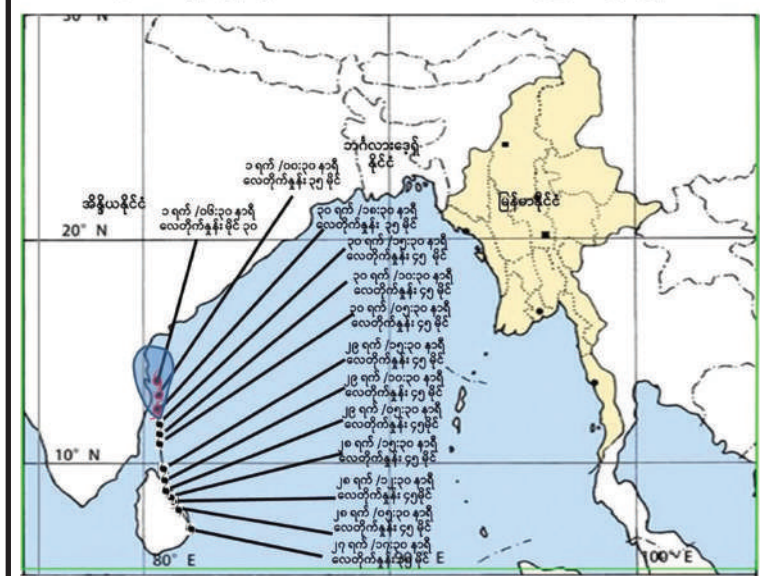 30° N
၁ ရက် /၀၀:၃၀ နာရီ
လေတိုက်နှုန်း ၃၅ မိုင်
ဘင်္ဂလားဒေ့ရှ်
နိုင်ငံ
အိန္ဒိယနိုင်ငံ
၁ ရက် /၀၆:၃၀ နာရီ
လေတိုက်နှုန်း မိုင် ၃၀
မြန်မာနိုင်ငံ
၃၀ ရက် /၁၈:၃၀ နာရီ
လေတိုက်နှုန်း ၃၅ မိုင်
20° N
၃၀ ရက် /၁၅:၃၀ နာရီ
လေတိုက်နှုန်း ၄၅ မိုင်
၃၀ ရက် /၁၀:၃၀ နာရီ
လေတိုက်နှုန်း ၄၅ မိုင်
၃၀ ရက် /၀၅:၃၀ နာရီ
လေတိုက်နှုန်း ၄၅ မိုင်
၂၉ ရက် /၁၅:၃၀ နာရီ
လေတိုက်နှုန်း ၄၅ မိုင်
၂၉ ရက် /၁၀:၃၀ နာရီ
လေတိုက်နှုန်း ၄၅ မိုင်
၂၉ ရက် /၀၅:၃၀ နာရီ
လေတိုက်နှုန်း ၄၅မိုင်
၂၈ ရက် /၁၅:၃၀ နာရီ
လေတိုက်နှုန်း ၄၅ မိုင်
10° N
၂၈ ရက် /၁၂:၃၀ နာရီ
လေတိုက်နှုန်း ၄၅မိုင်
၂၈ ရက် /၀၅:၃၀ နာရီ
လေတိုက်နှုန်း ၄၅ မိုင်
၂၇ ရက် /၁၇:၃၀ နာရီ
လေတိုက်နှုန်း ၃၅ မိုင်
80° E
E
100° E